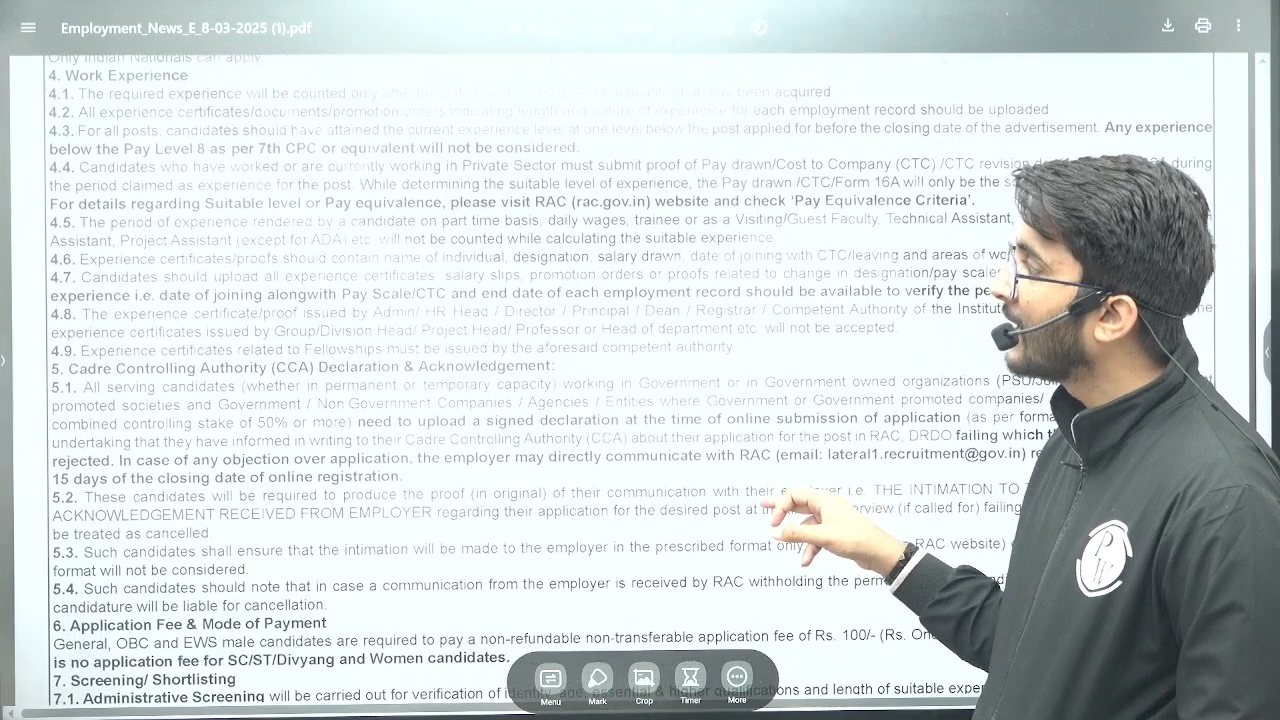 Employment_News_E_8-03-2025 (1).pdf
Only Indian Nationals can apply.
4. Work Experience
4.1. The required experience will be counted only after the acquired.
4.2. All experience certificates/documents/promotion orders indicating length and nature of experience for each employment record should be uploaded.
4.3. For all posts, candidates should have attained the current experience level at one level below the post applied for before the closing date of the advertisement. Any experience
below the Pay Level 8 as per 7th CPC or equivalent will not be considered.
4.4. Candidates who have worked or are currently working in Private Sector must submit proof of Pay drawn/Cost to Company (CTC) /CTC revision during
the period claimed as experience for the post. While determining the suitable level of experience, the Pay drawn /CTC/Form 16A will only be the
For details regarding Suitable level or Pay equivalence, please visit RAC (rac.gov.in) website and check 'Pay Equivalence Criteria'.
4.5. The period of experience rendered by a candidate on part time basis, daily wages, trainee or as a Visiting/Guest Faculty, Technical Assistant,
Assistant, Project Assistant (except for ADA) etc. will not be counted while calculating the suitable experience
4.6. Experience certificates/proofs should contain name of individual, designation, salary drawn, date of joining with CTC/leaving and areas of
4.7. Candidates should upload all experience certificates, salary slips, promotion orders or proofs related to change in designation/pay
experience i.e. date of joining alongwith Pay Scale/CTC and end date of each employment record should be available to verify the
4.8. The experience certificate/proof issued by Admin/ HR Head / Director / Principal / Dean / Registrar / Competent Authority of the
experience certificates issued by Group/Division Head/ Project Head/ Professor or Head of department etc. will not be accepted.
4.9. Experience certificates related to Fellowships must be issued by the aforesaid competent authority
5. Cadre Controlling Authority (CCA) Declaration & Acknowledgement:
5.1. All serving candidates (whether in permanent or temporary capacity) working in Government or in Government owned organizations
promoted societies and Government / Non Government Companies / Agencies / Entities where Government or Government promoted companies/
combined controlling stake of 50% or more) need to upload a signed declaration at the time of online submission of application (as per
undertaking that they have informed in writing to their Cadre Controlling Authority (CCA) about their application for the post in RAC, DRDO failing which
rejected. In case of any objection over application, the employer may directly communicate with RAC (email: lateral1.recruitment@gov.in)
15 days of the closing date of online registration.
5.2. These candidates will be required to produce the proof (in original) of their communication with their employer i.e. THE INTIMATION TO
ACKNOWLEDGEMENT RECEIVED FROM EMPLOYER regarding their application for the desired post at (if called for) failing
be treated as cancelled.
5.3. Such candidates shall ensure that the intimation will be made to the employer in the prescribed format only RAC website)
format will not be considered.
5.4. Such candidates should note that in case a communication from the employer is received by RAC withholding the
candidature will be liable for cancellation.
6. Application Fee & Mode of Payment
General, OBC and EWS male candidates are required to pay a non-refundable non-transferable application fee of Rs. 100/- (Rs.
is no application fee for SC/ST/Divyang and Women candidates.
7. Screening/ Shortlisting
7.1. Administrative Screening will be carried out for verification of identity, age, essential & higher qualifications and length of suitable
Menu Mark Crop Timer More